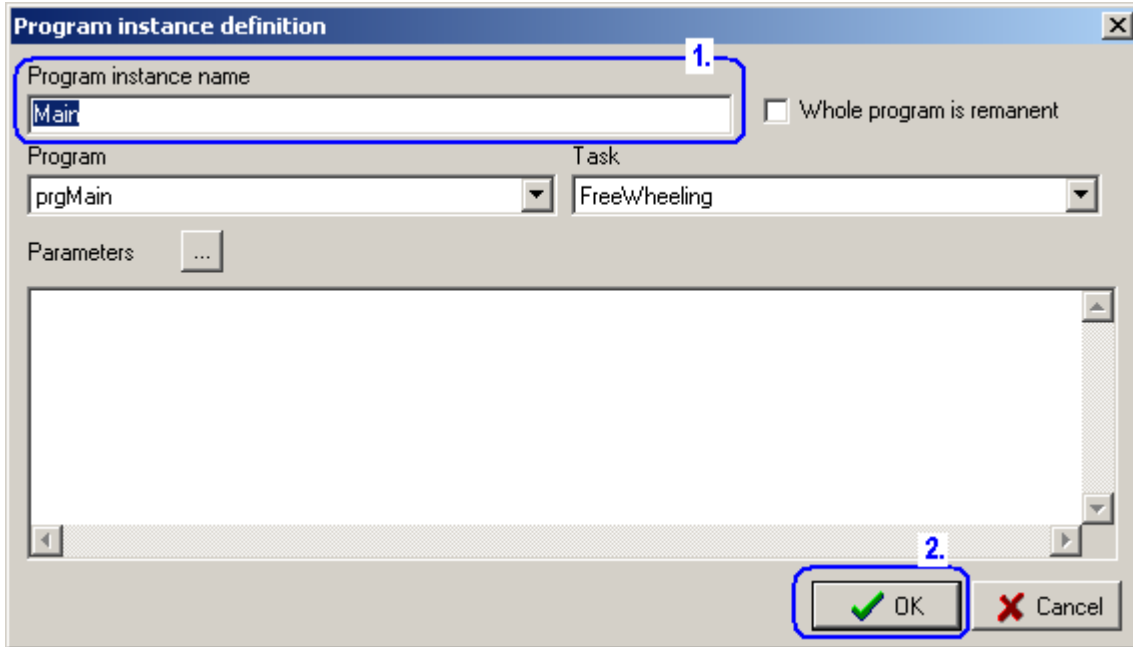 Program instance definition
1.
Program instance name
Main
Whole program is remanent
Program Task
prgMain FreeWheeling
Parameters ...
2.
OK Cancel